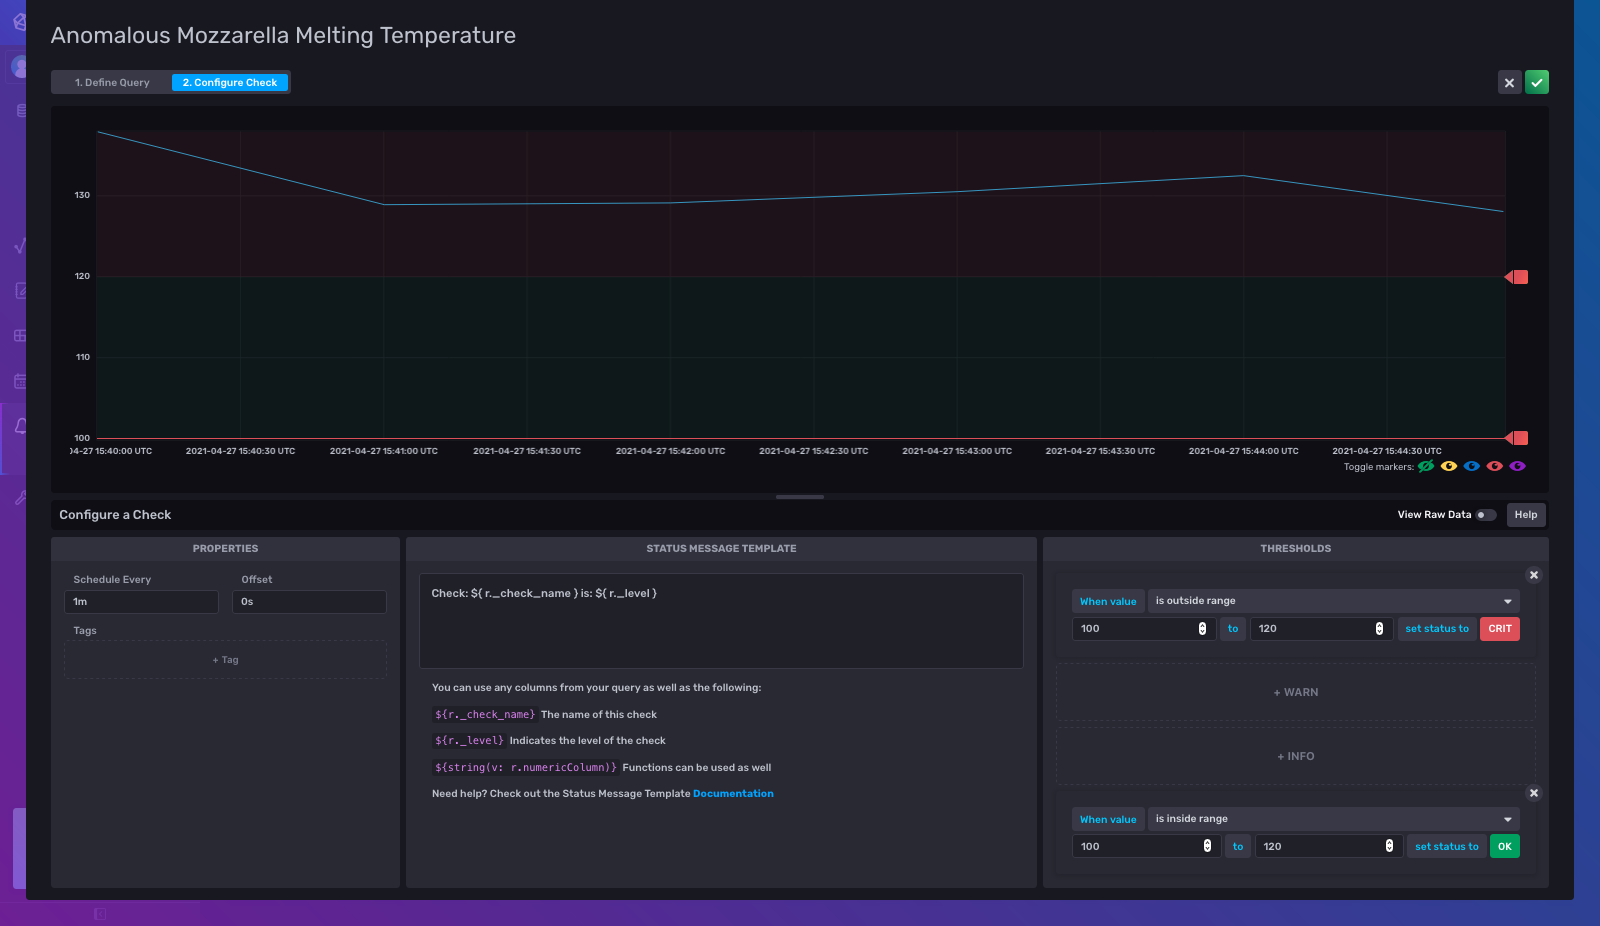 Anomalous Mozzarella Melting Temperature
1. Define Query 2. Configure Check
130
120
110
100
04-27 15:40:00 UTC 2021-04-27 15:40:30 UTC 2021-04-27 15:41:00 UTC 2021-04-27 15:41:30 UTC 2021-04-27 15:42:00 UTC 2021-04-27 15:42:30 UTC 2021-04-27 15:43:00 UTC 2021-04-27 15:43:30 UTC 2021-04-27 15:44:00 UTC 2021-04-27 15:44:30 UTC
Toggle markers:
Configure a Check
View Raw Data Help
PROPERTIES
Schedule Every Offset
1m 0s
Tags
+ Tag
STATUS MESSAGE TEMPLATE
Check: ${ r._check_name } is: ${ r._level }
You can use any columns from your query as well as the following:
${r._check_name} The name of this check
${r._level} Indicates the level of the check
${string(v: r.numericColumn)} Functions can be used as well
Need help? Check out the Status Message Template Documentation
THRESHOLDS
When value is outside range
100 to 120 set status to CRIT
+ WARN
+ INFO
When value is inside range
100 to 120 set status to OK